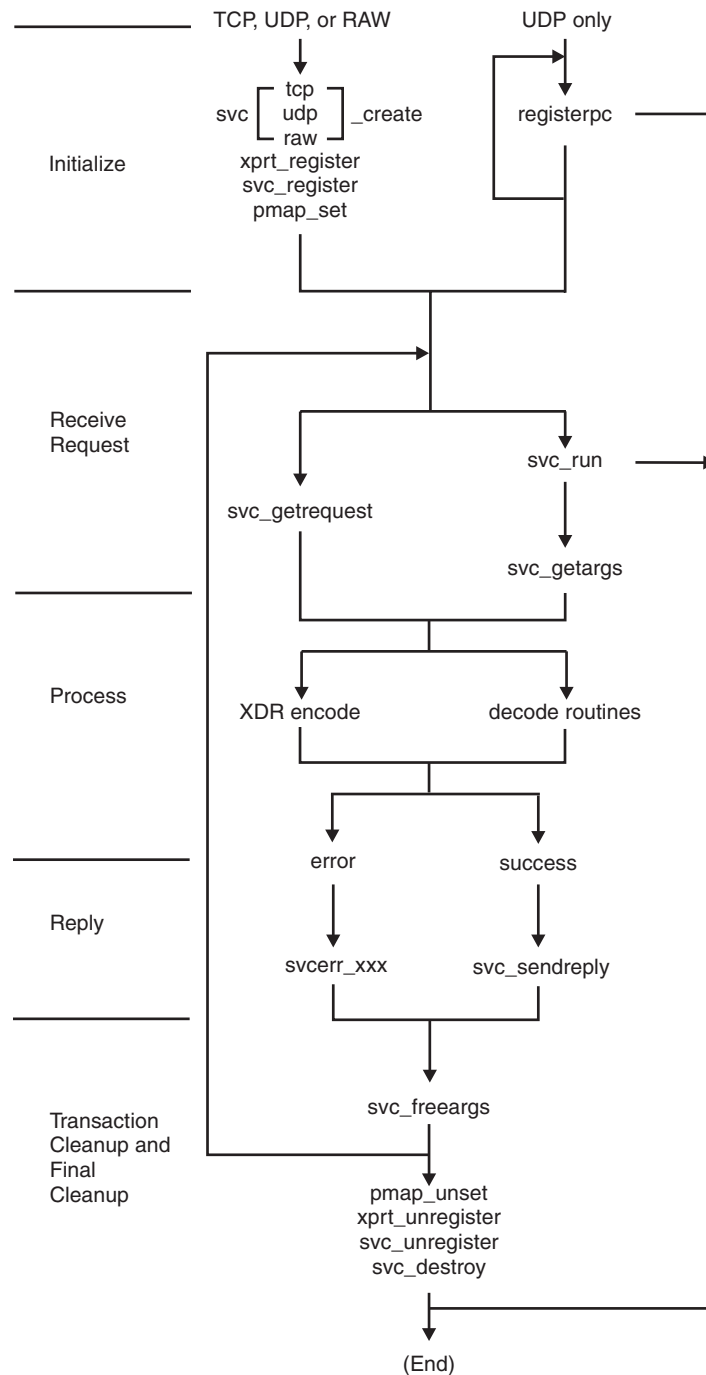 TCP, UDP, or RAW
UDP only
Initialize
tcp
svc udp _create
raw
xprt_register
svc_register
pmap_set
registerpc
Receive
Request
svc_getrequest
svc_run
svc_getargs
Process
XDR encode
decode routines
error
success
Reply
svcerr_xxx
svc_sendreply
Transaction
Cleanup and
Final
Cleanup
svc_freeargs
pmap_unset
xprt_unregister
svc_unregister
svc_destroy
(End)